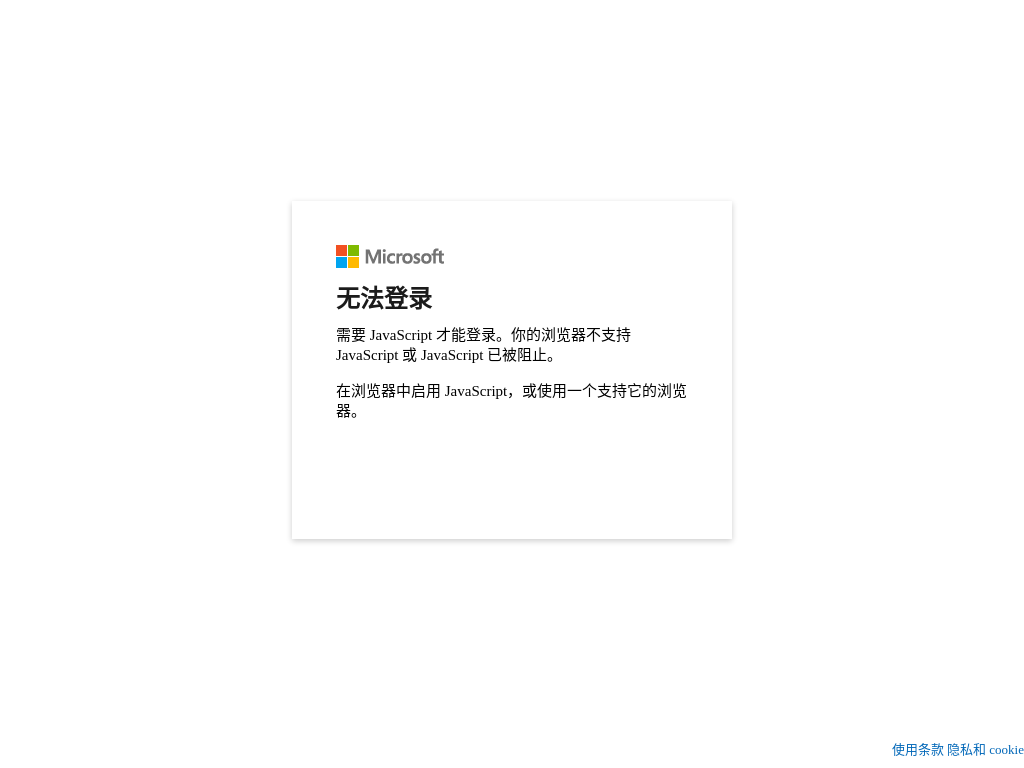 Microsoft
无法登录
需要 JavaScript 才能登录。你的浏览器不支持
JavaScript 或 JavaScript 已被阻止。
在浏览器中启用 JavaScript，或使用一个支持它的浏览
器。
使用条款 隐私和 cookie